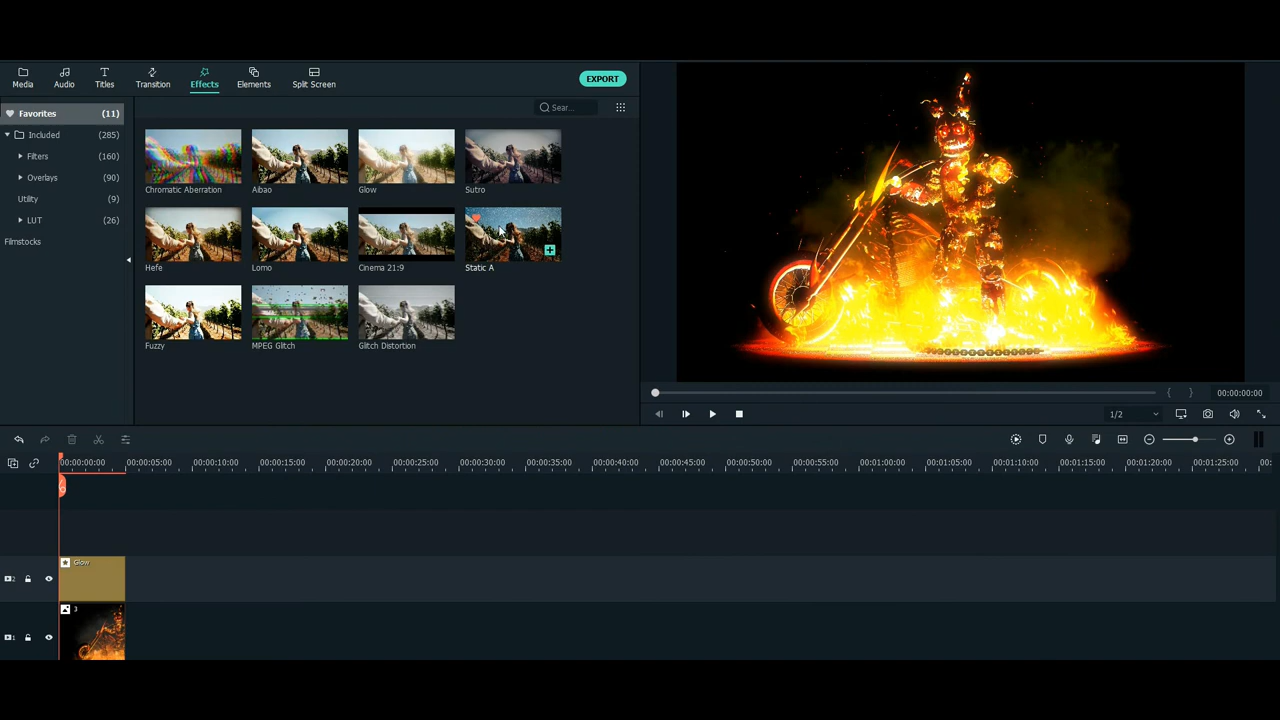 Media Audio Titles Transition Effects Elements Split Screen EXPORT
Favorites (11)
Sear...
Included (285)
Filters (160)
Overlays (90)
Utility (9)
LUT (26)
Filmstocks
Chromatic Aberration Aibao Glow Sutro
Hefe Lomo Cinema 21:9 Static A
Fuzzy MPEG Glitch Glitch Distortion
{ } 00:00:00:00
1/2
00:00:00:00 00:00:05:00 00:00:10:00 00:00:15:00 00:00:20:00 00:00:25:00 00:00:30:00 00:00:35:00 00:00:40:00 00:00:45:00 00:00:50:00 00:00:55:00 00:01:00:00 00:01:05:00 00:01:10:00 00:01:15:00 00:01:20:00 00:01:25:00 00:
Glow
2
3
1